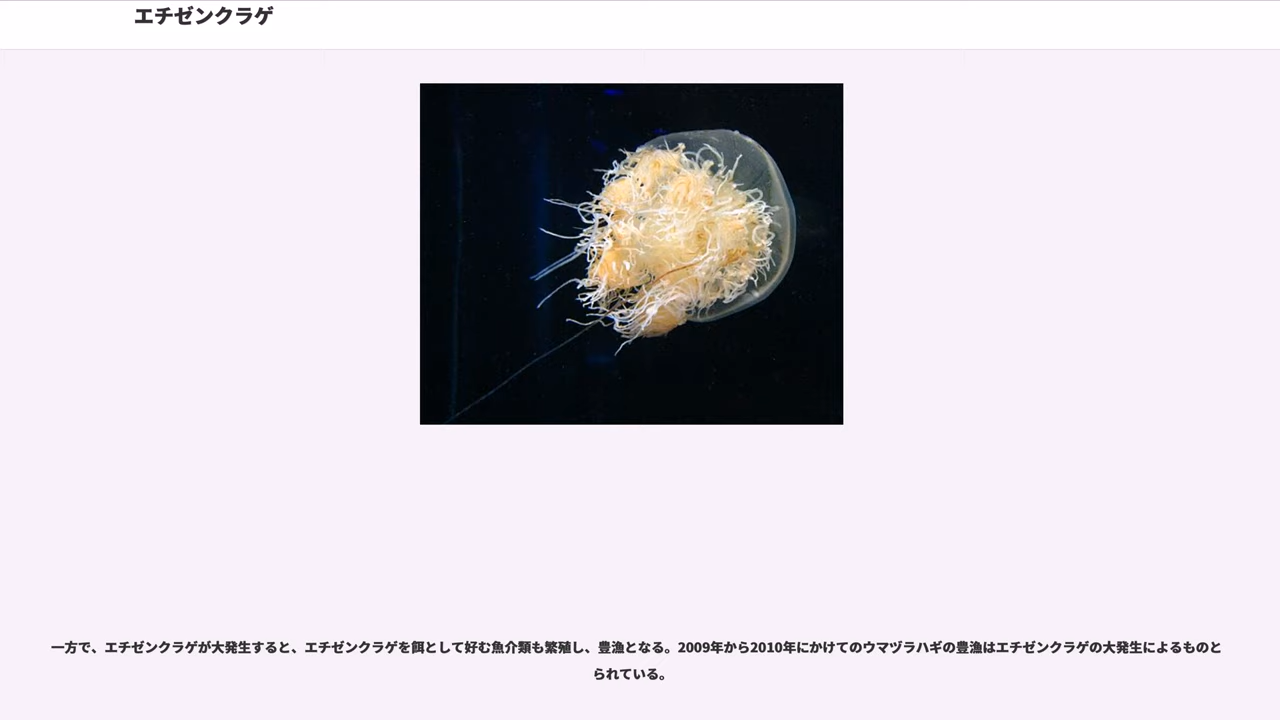 エチゼンクラゲ
一方で、エチゼンクラゲが大発生すると、エチゼンクラゲを餌として好む魚介類も繁殖し、豊漁となる。2009年から2010年にかけてのウマヅラハギの豊漁はエチゼンクラゲの大発生によるものと
られている。